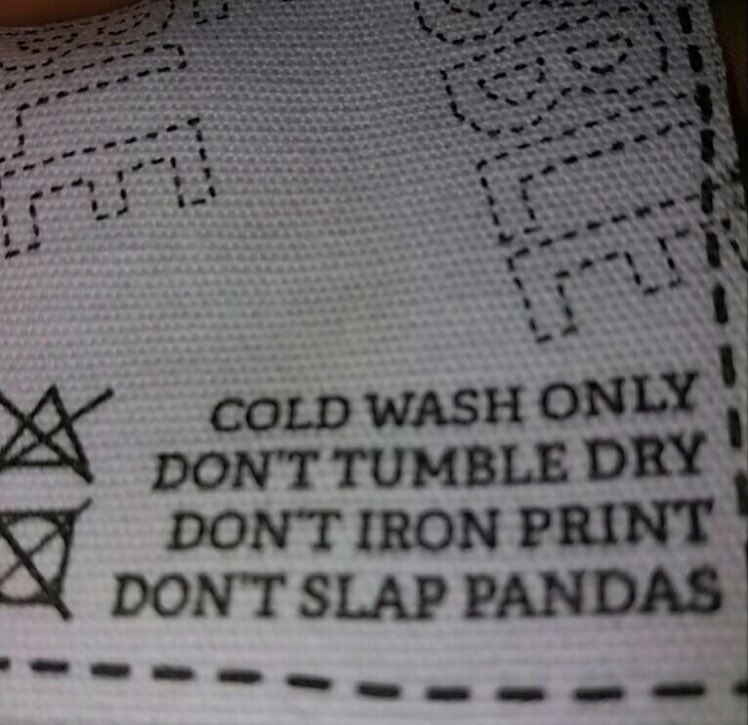 COLD WASH ONLY
DON'T TUMBLE DRY
DON'T IRON PRINT
DON'T SLAP PANDAS